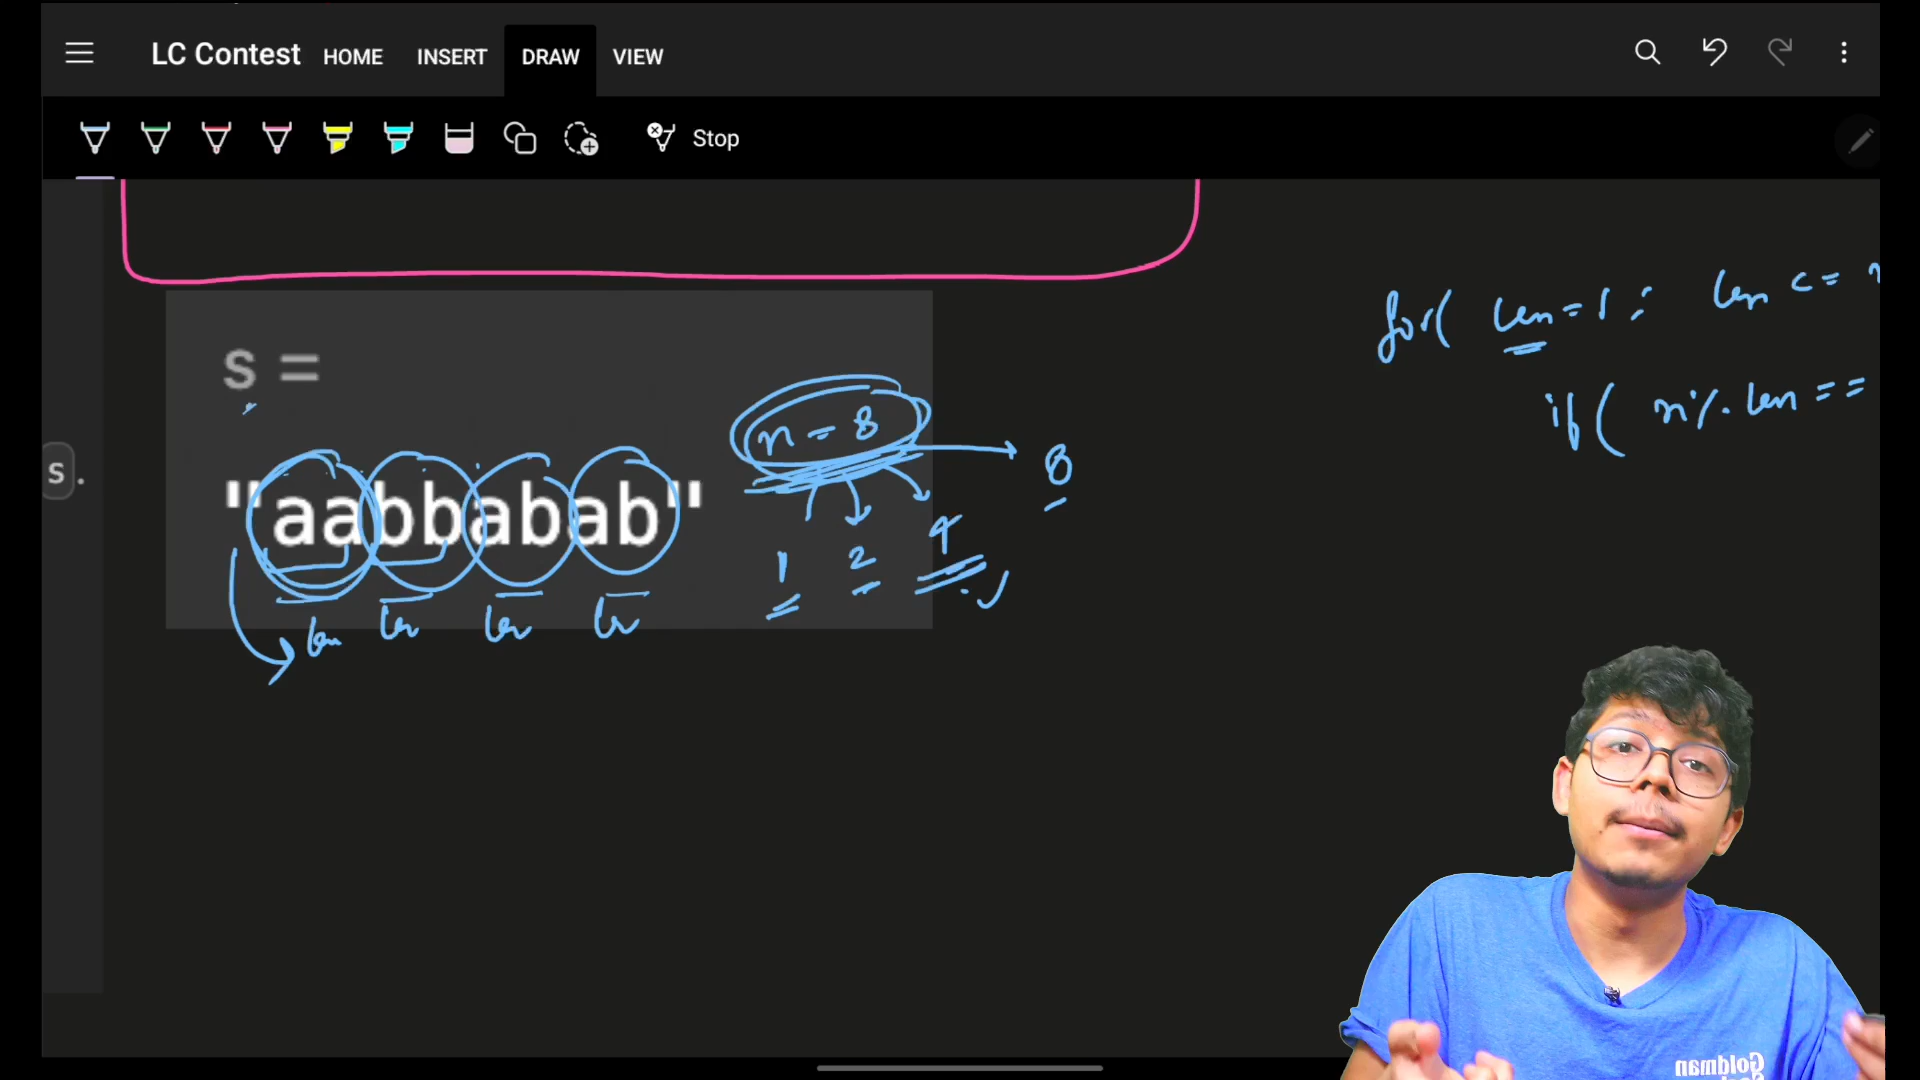 LC Contest HOME INSERT DRAW VIEW
Stop
for( len=1; len <=
if( n%len ==
s =
n = 8
8
s.
"aabbabab"
1 2 4
len len len len
Goldman